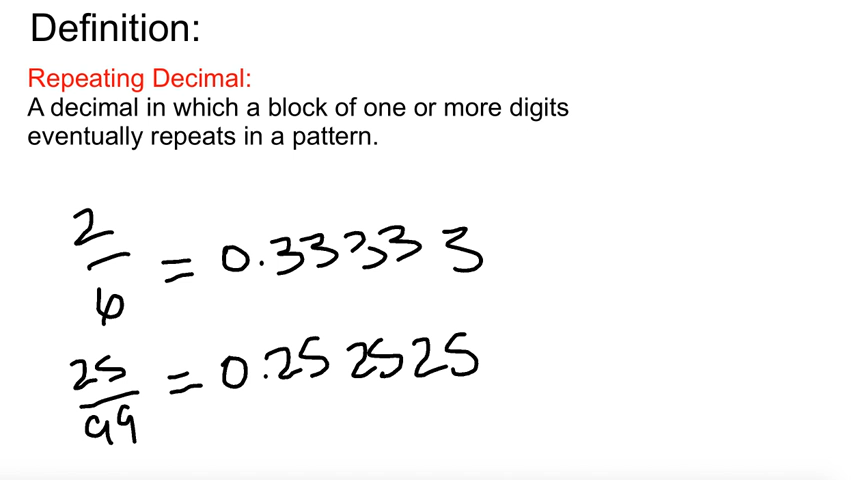 Definition:
Repeating Decimal:
A decimal in which a block of one or more digits
eventually repeats in a pattern.
2/6 = 0.33333
25/99 = 0.252525